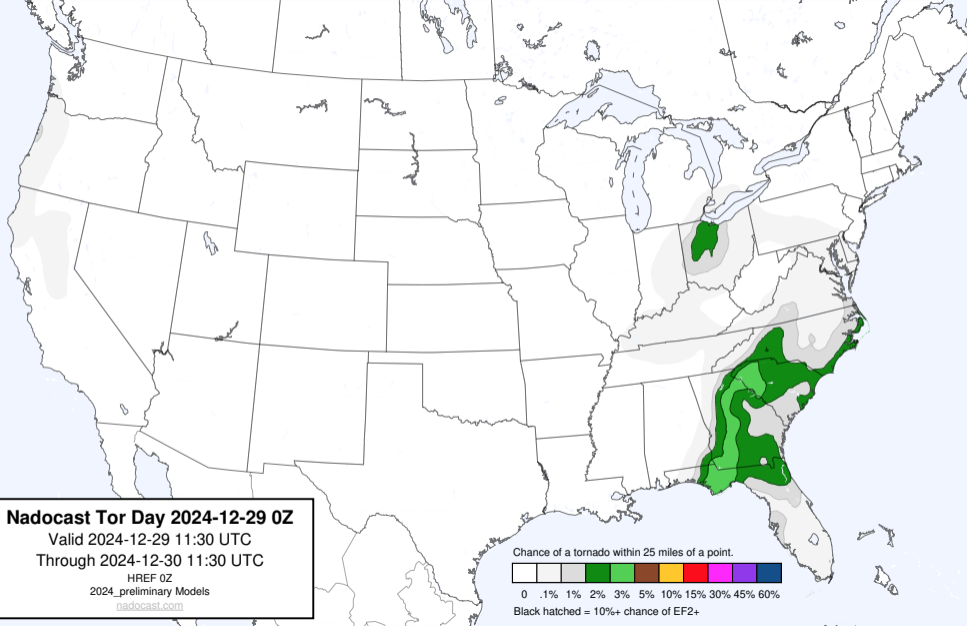 Nadocast Tor Day 2024-12-29 0Z
Valid 2024-12-29 11:30 UTC
Through 2024-12-30 11:30 UTC
HREF 0Z
2024_preliminary Models
nadocast.com
Chance of a tornado within 25 miles of a point.
0 .1% 1% 2% 3% 5% 10% 15% 30% 45% 60%
Black hatched = 10%+ chance of EF2+